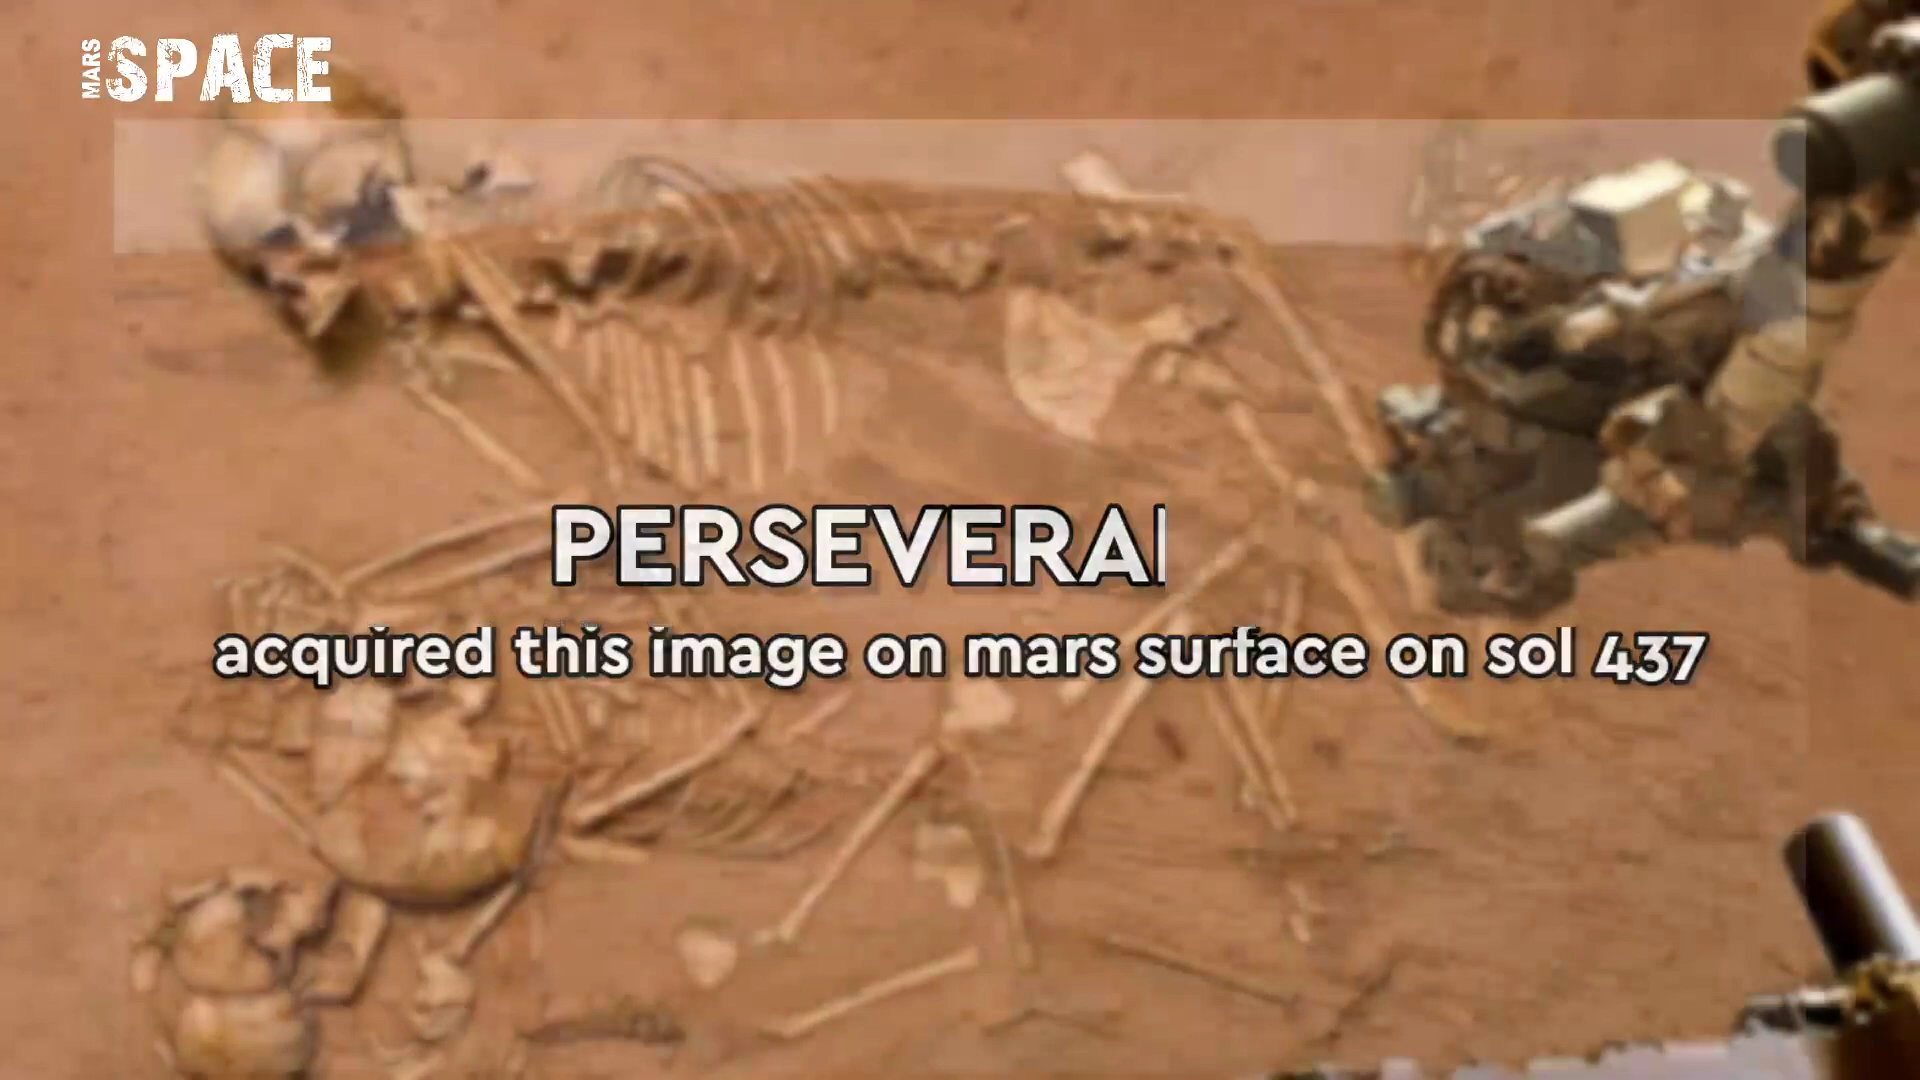 MARS SPACE
PERSEVERA
acquired this image on mars surface on sol 437